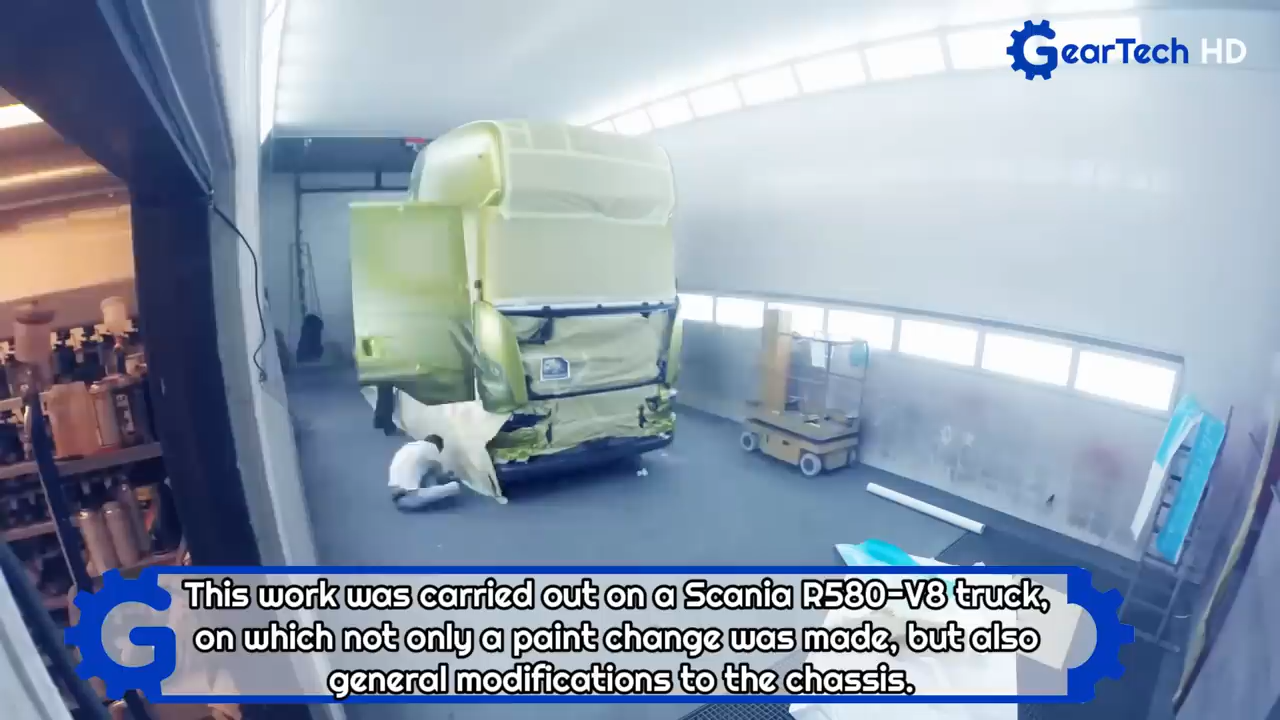 GearTech HD
This work was carried out on a Scania R580-V8 truck,
on which not only a paint change was made, but also
general modifications to the chassis.